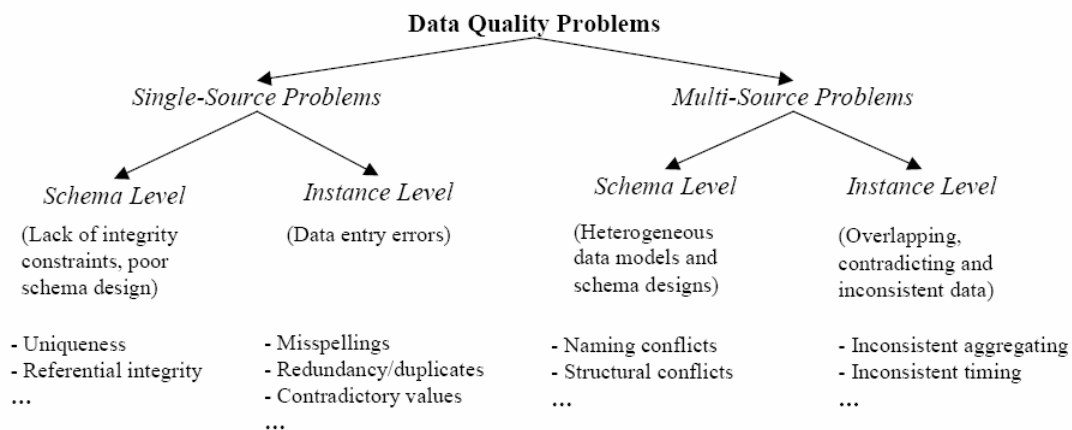 Data Quality Problems
Single-Source Problems
Multi-Source Problems
Schema Level
Instance Level
Schema Level
Instance Level
(Lack of integrity
constraints, poor
schema design)
(Data entry errors)
(Heterogeneous
data models and
schema designs)
(Overlapping,
contradicting and
inconsistent data)
- Uniqueness
- Referential integrity
...
- Misspellings
- Redundancy/duplicates
- Contradictory values
...
- Naming conflicts
- Structural conflicts
...
- Inconsistent aggregating
- Inconsistent timing
...